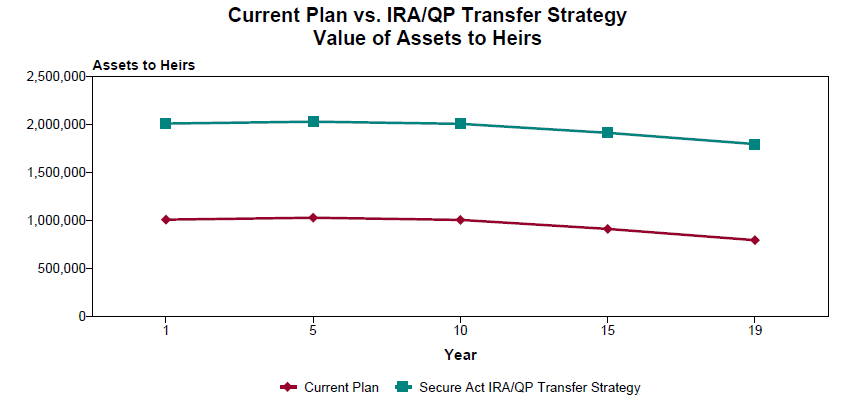 Current Plan vs. IRA/QP Transfer Strategy
Value of Assets to Heirs
Assets to Heirs
2,500,000
2,000,000
1,500,000
1,000,000
500,000
0
1 5 10 15 19
Year
Current Plan Secure Act IRA/QP Transfer Strategy